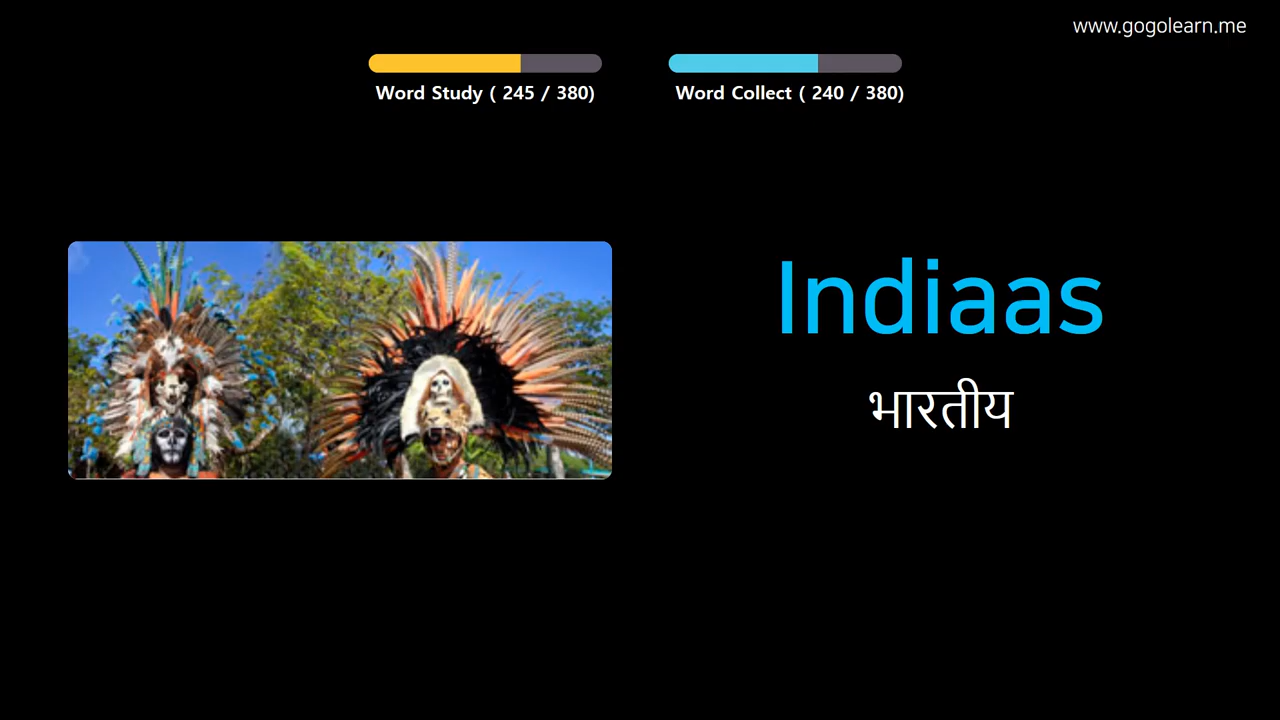 www.gogolearn.me
Word Study ( 245 / 380)
Word Collect ( 240 / 380)
Indiaas
भारतीय